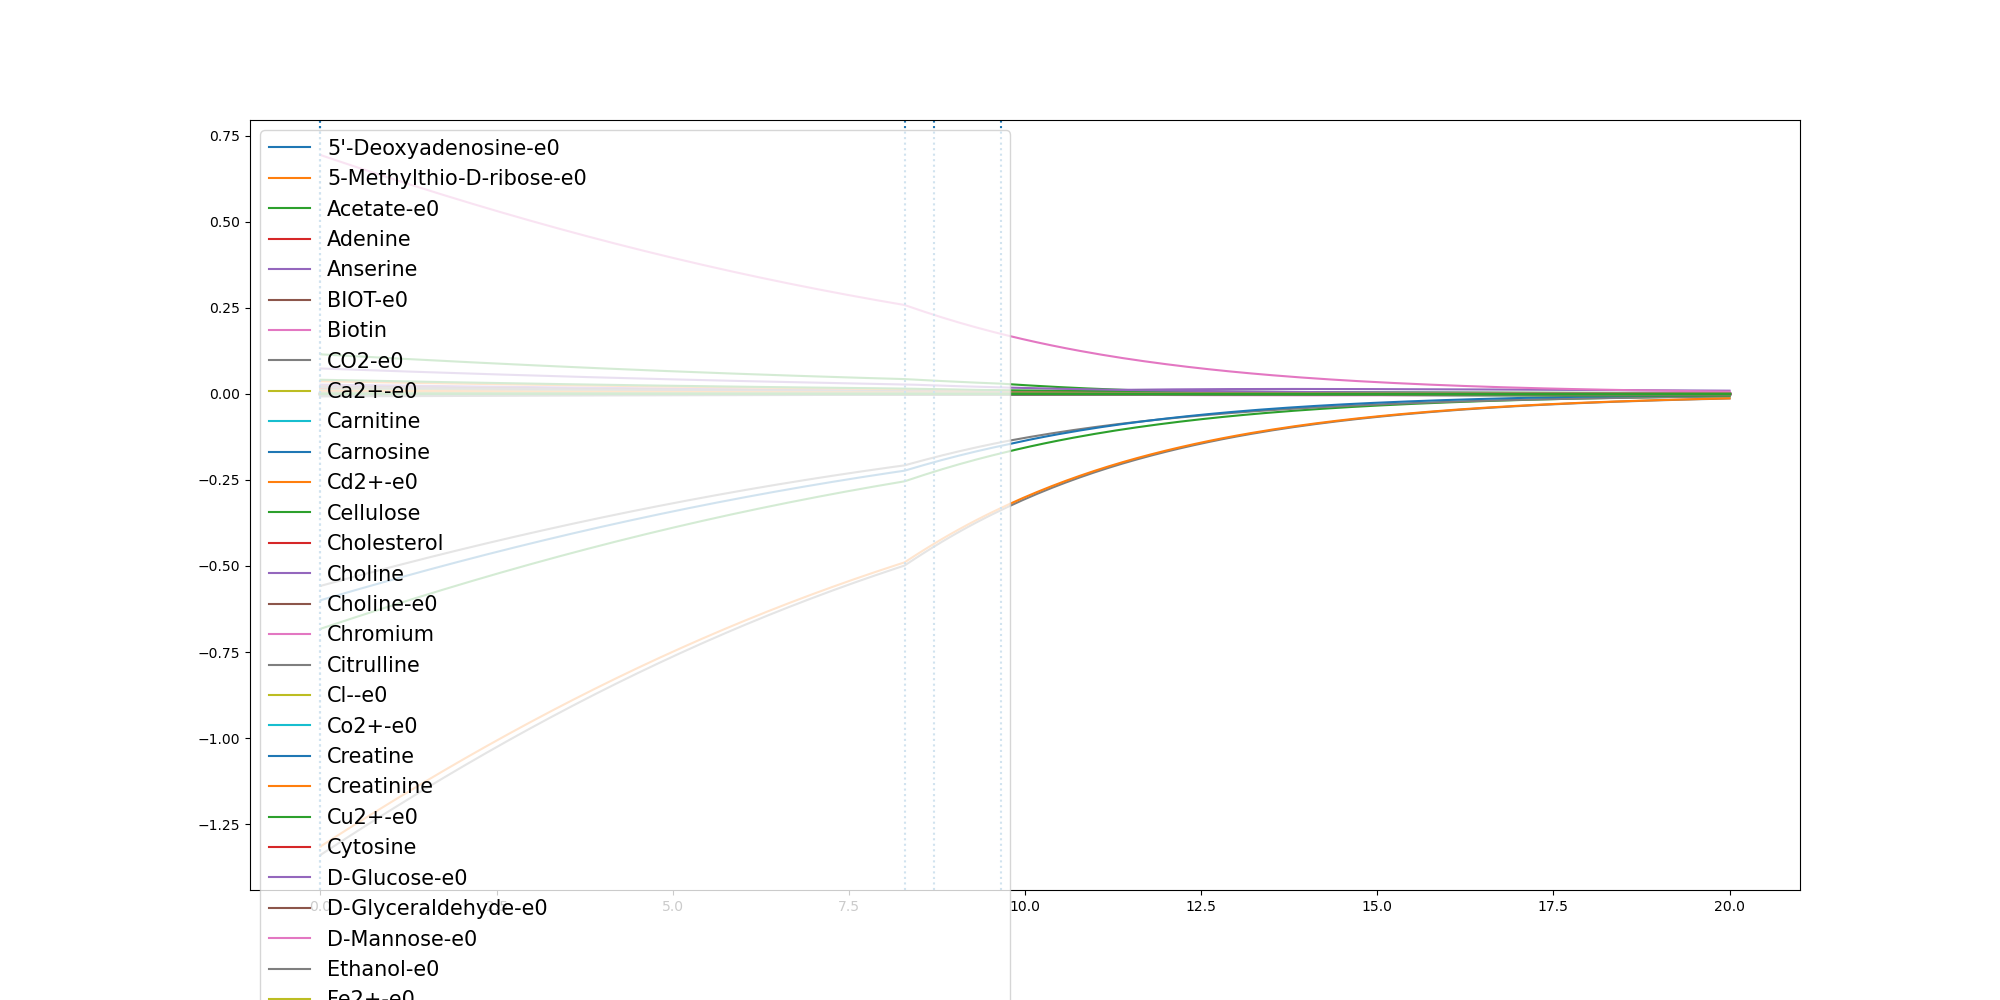 0.75
0.50
0.25
0.00
−0.25
−0.50
−0.75
−1.00
−1.25
5'-Deoxyadenosine-e0
5-Methylthio-D-ribose-e0
Acetate-e0
Adenine
Anserine
BIOT-e0
Biotin
CO2-e0
Ca2+-e0
Carnitine
Carnosine
Cd2+-e0
Cellulose
Cholesterol
Choline
Choline-e0
Chromium
Citrulline
Cl--e0
Co2+-e0
Creatine
Creatinine
Cu2+-e0
Cytosine
D-Glucose-e0
D-Glyceraldehyde-e0
D-Mannose-e0
Ethanol-e0
Fe2+-e0
0.0 5.0 7.5 10.0 12.5 15.0 17.5 20.0